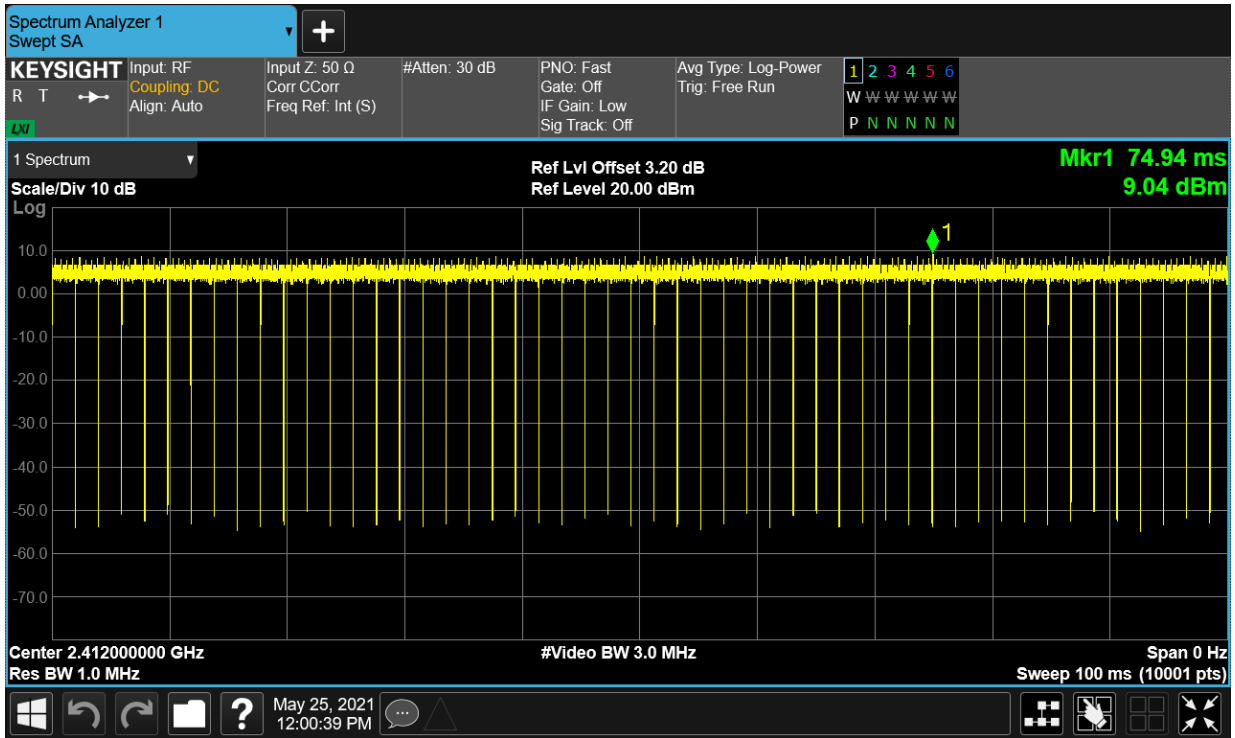 Spectrum Analyzer 1
Swept SA
KEYSIGHT
R T
LXI
Input: RF
Coupling: DC
Align: Auto
Input Z: 50 Ω
Corr CCorr
Freq Ref: Int (S)
#Atten: 30 dB
PNO: Fast
Gate: Off
IF Gain: Low
Sig Track: Off
Avg Type: Log-Power
Trig: Free Run
1 2 3 4 5 6
W W W W W W
P N N N N N
1 Spectrum
Scale/Div 10 dB
Log
Ref Lvl Offset 3.20 dB
Ref Level 20.00 dBm
Mkr1 74.94 ms
9.04 dBm
1
10.0
0.00
-10.0
-20.0
-30.0
-40.0
-50.0
-60.0
-70.0
Center 2.412000000 GHz
Res BW 1.0 MHz
#Video BW 3.0 MHz
Span 0 Hz
Sweep 100 ms (10001 pts)
?
May 25, 2021
12:00:39 PM